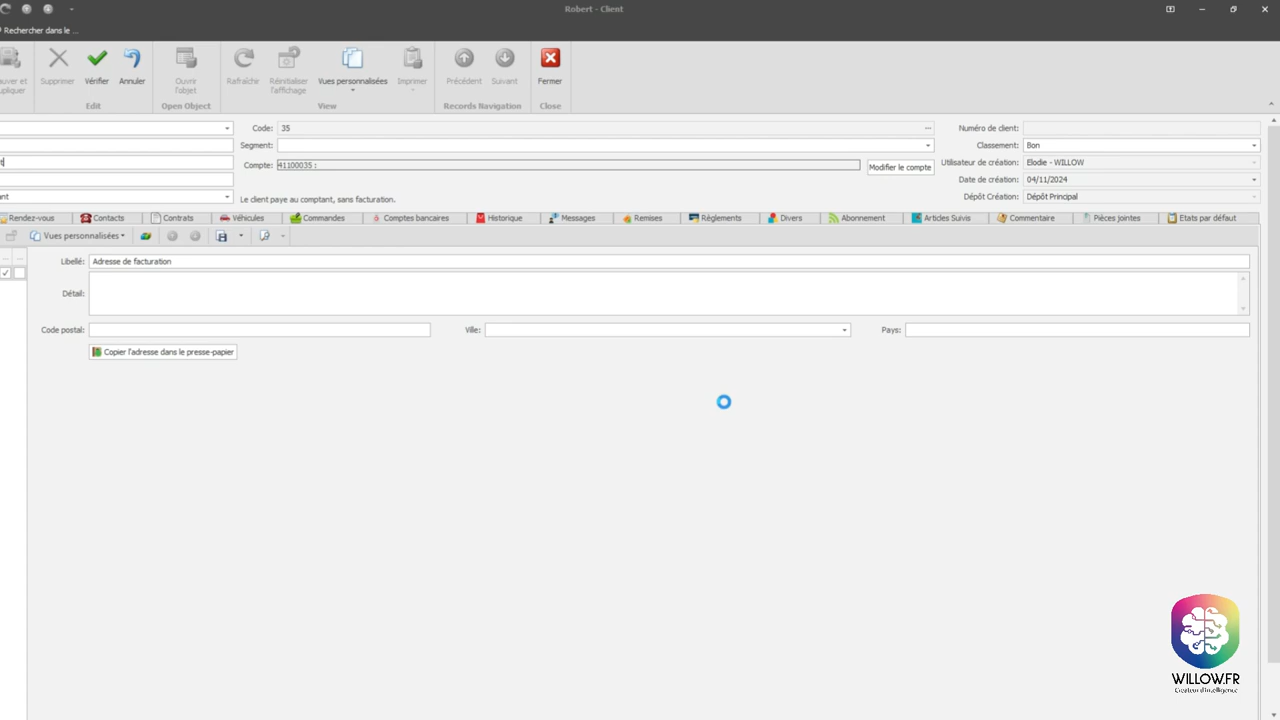 Robert - Client
Rechercher dans le ...
Supprimer
Vérifier
Annuler
Ouvrir l'objet
Rafraîchir
Réinitialiser l'affichage
Vues personnalisées
Imprimer
Précédent
Suivant
Fermer
Edit
Open Object
View
Records Navigation
Close
Code: 35
Numéro de client:
Segment:
Classement: Bon
Compte: 41100035 :
Modifier le compte
Utilisateur de création: Elodie - WILLOW
Date de création: 04/11/2024
Le client paye au comptant, sans facturation.
Dépôt Création: Dépôt Principal
Rendez-vous
Contacts
Contrats
Véhicules
Commandes
Comptes bancaires
Historique
Messages
Remises
Règlements
Divers
Abonnement
Articles Suivis
Commentaire
Pièces jointes
Etats par défaut
Vues personnalisées
Libellé: Adresse de facturation
Détail:
Code postal:
Ville:
Pays:
Copier l'adresse dans le presse-papier
WILLOW.FR
Créateur d'Intelligence